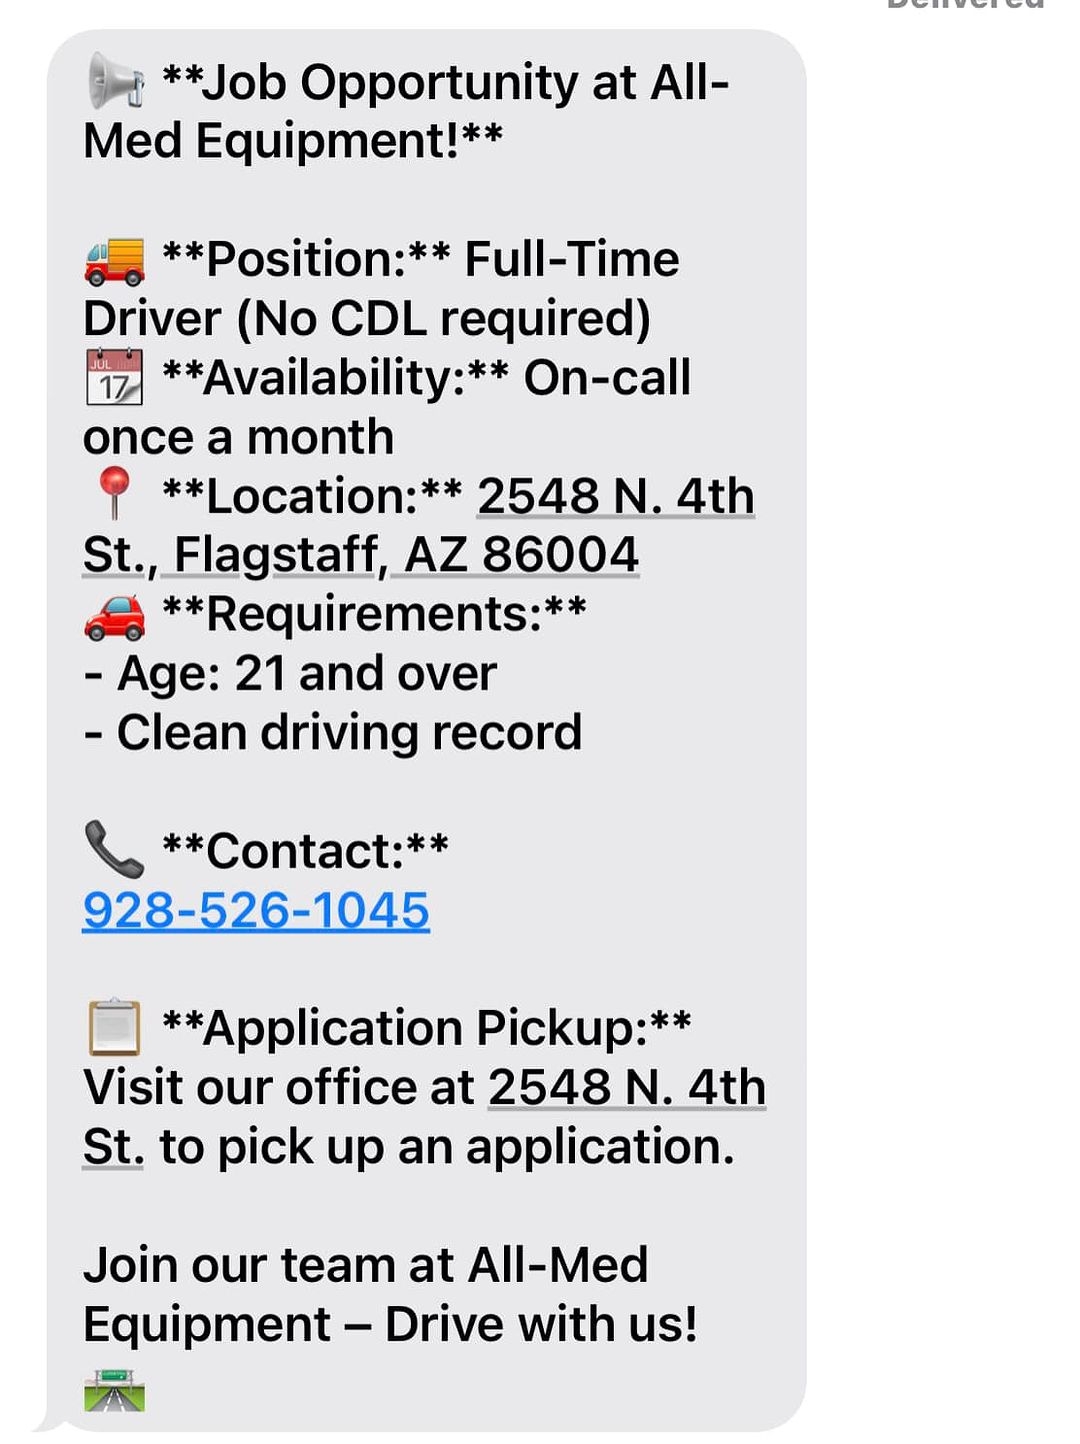 Delivered
📢 **Job Opportunity at All-
Med Equipment!**
🚚 **Position:** Full-Time
Driver (No CDL required)
📅 **Availability:** On-call
once a month
📍 **Location:** 2548 N. 4th
St., Flagstaff, AZ 86004
🚗 **Requirements:**
- Age: 21 and over
- Clean driving record
📞 **Contact:**
928-526-1045
📋 **Application Pickup:**
Visit our office at 2548 N. 4th
St. to pick up an application.
Join our team at All-Med
Equipment – Drive with us!
🛣️